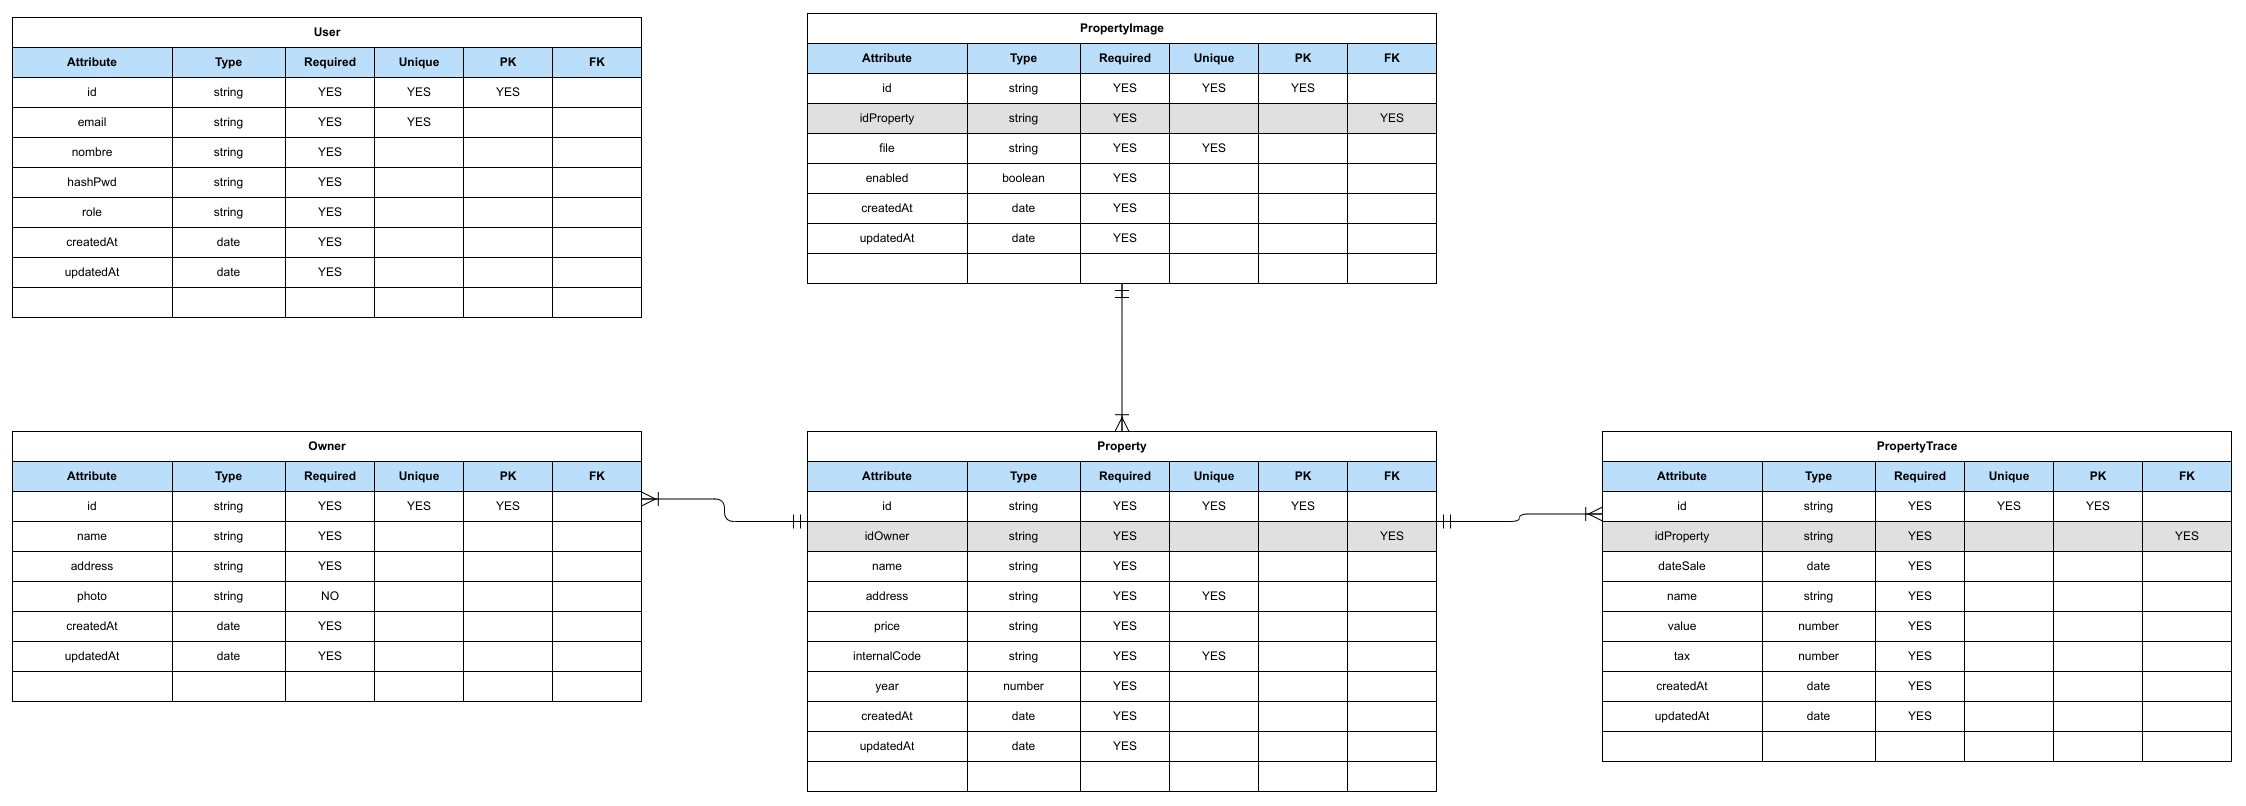 User
Attribute Type Required Unique PK FK
id string YES YES YES
email string YES YES
nombre string YES
hashPwd string YES
role string YES
createdAt date YES
updatedAt date YES
PropertyImage
Attribute Type Required Unique PK FK
id string YES YES YES
idProperty string YES YES
file string YES YES
enabled boolean YES
createdAt date YES
updatedAt date YES
Owner
Attribute Type Required Unique PK FK
id string YES YES YES
name string YES
address string YES
photo string NO
createdAt date YES
updatedAt date YES
Property
Attribute Type Required Unique PK FK
id string YES YES YES
idOwner string YES YES
name string YES
address string YES YES
price string YES
internalCode string YES YES
year number YES
createdAt date YES
updatedAt date YES
PropertyTrace
Attribute Type Required Unique PK FK
id string YES YES YES
idProperty string YES YES
dateSale date YES
name string YES
value number YES
tax number YES
createdAt date YES
updatedAt date YES